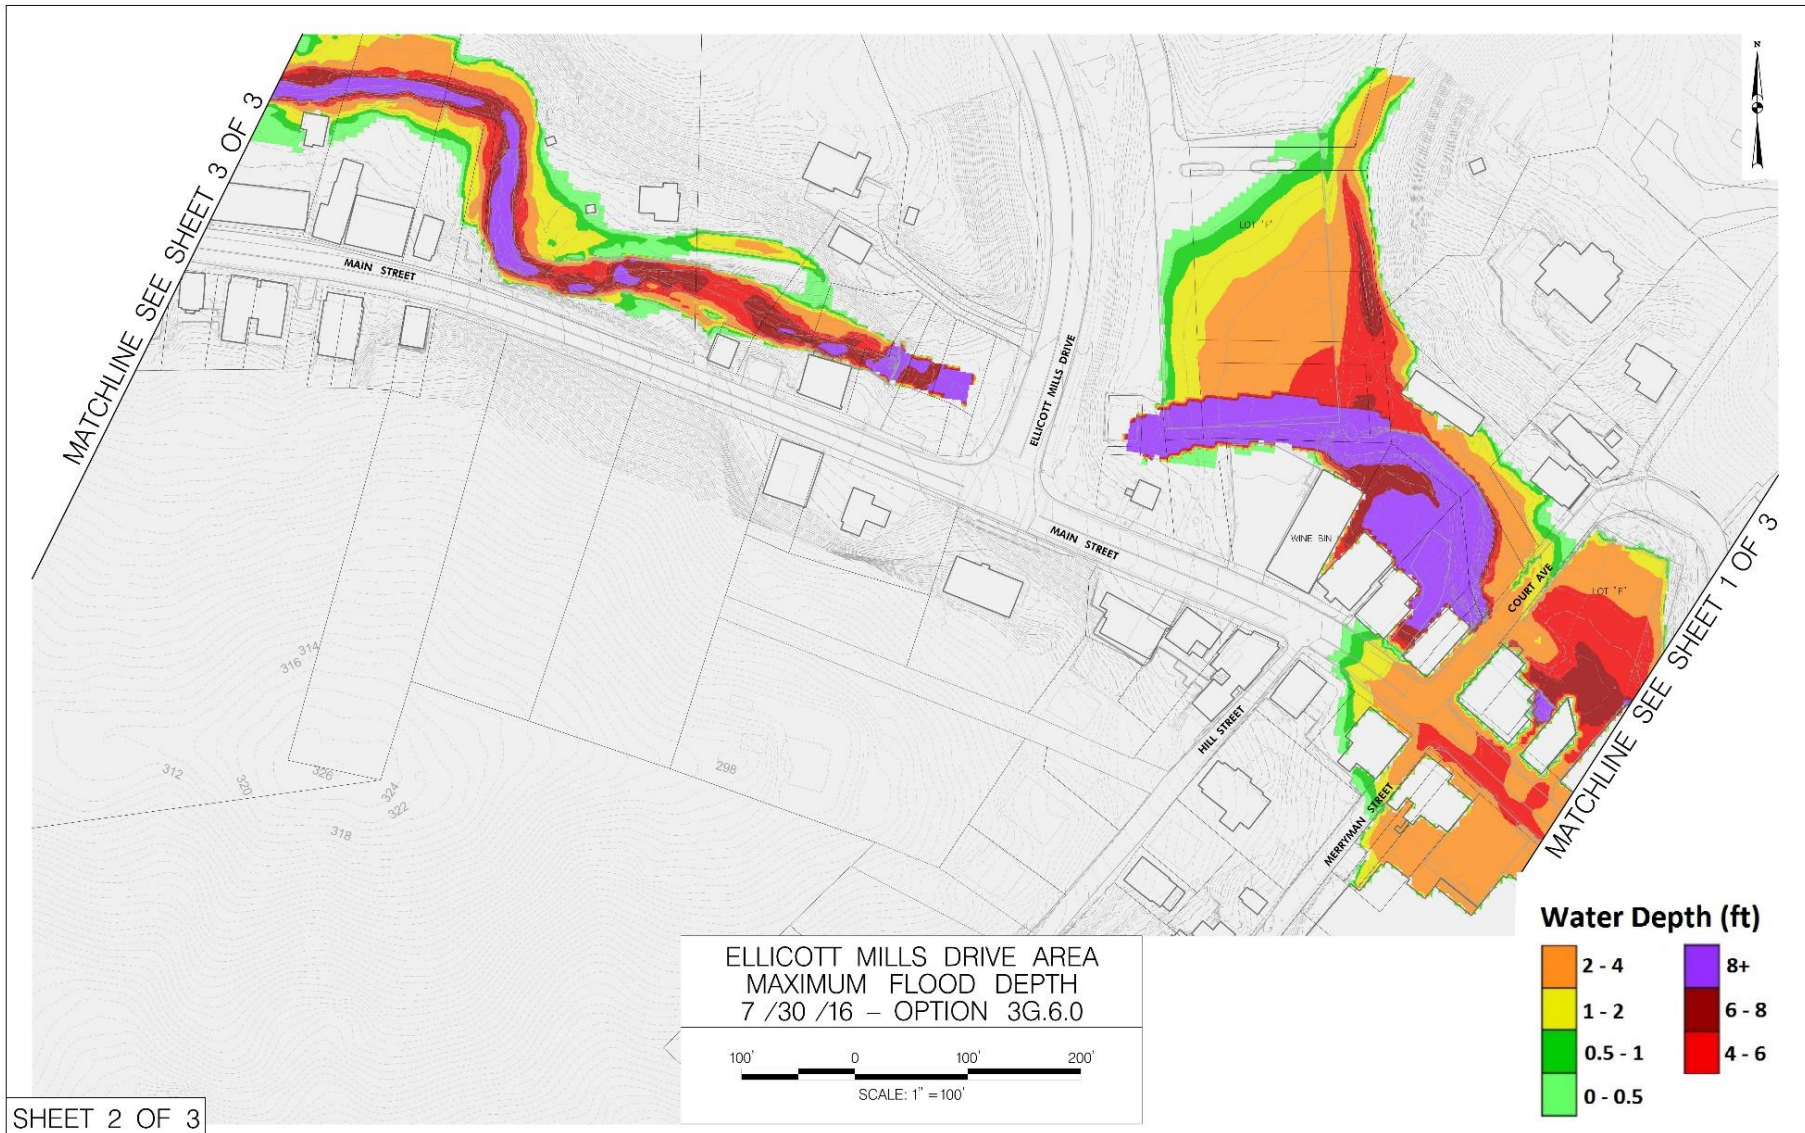 N
MATCHLINE SEE SHEET 3 OF 3
MAIN STREET
ELLICOTT MILLS DRIVE
LOT "F"
MAIN STREET
WINE BIN
COURT AVE
LOT "F"
HILL STREET
MERRYMAN STREET
MATCHLINE SEE SHEET 1 OF 3
314
316
312
320
326
324
322
318
298
Water Depth (ft)
2 - 4
1 - 2
0.5 - 1
0 - 0.5
8+
6 - 8
4 - 6
ELLICOTT MILLS DRIVE AREA
MAXIMUM FLOOD DEPTH
7 /30 /16 – OPTION 3G.6.0
100' 0 100' 200'
SCALE: 1" =100'
SHEET 2 OF 3